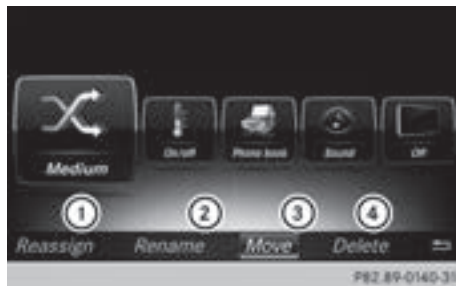 Medium
On/off Phone book Sound Off
1 2 3 4
Reassign Rename Move Delete
P82.89-0140-31